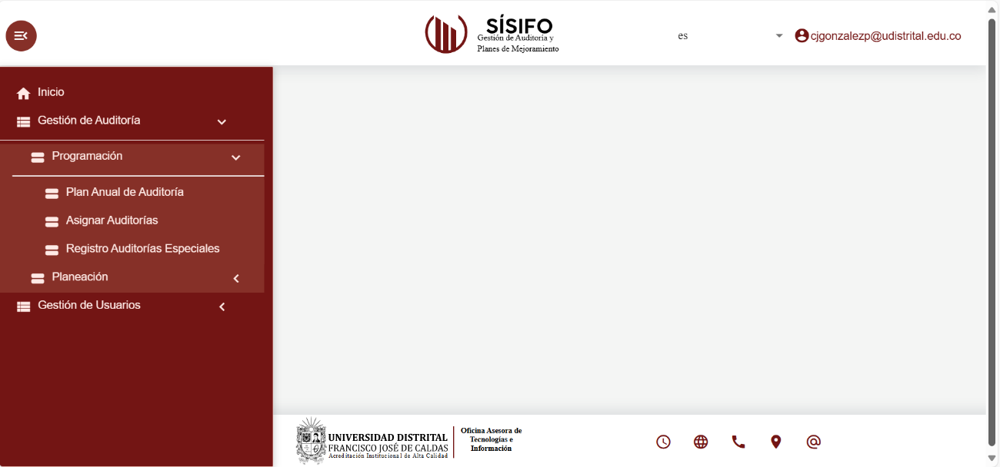 SÍSIFO
Gestión de Auditoría y
Planes de Mejoramiento
es
cjgonzalezp@udistrital.edu.co
Inicio
Gestión de Auditoría
Programación
Plan Anual de Auditoría
Asignar Auditorías
Registro Auditorías Especiales
Planeación
Gestión de Usuarios
UNIVERSIDAD DISTRITAL
FRANCISCO JOSÉ DE CALDAS
Acreditación Institucional de Alta Calidad
Oficina Asesora de
Tecnologías e
Información